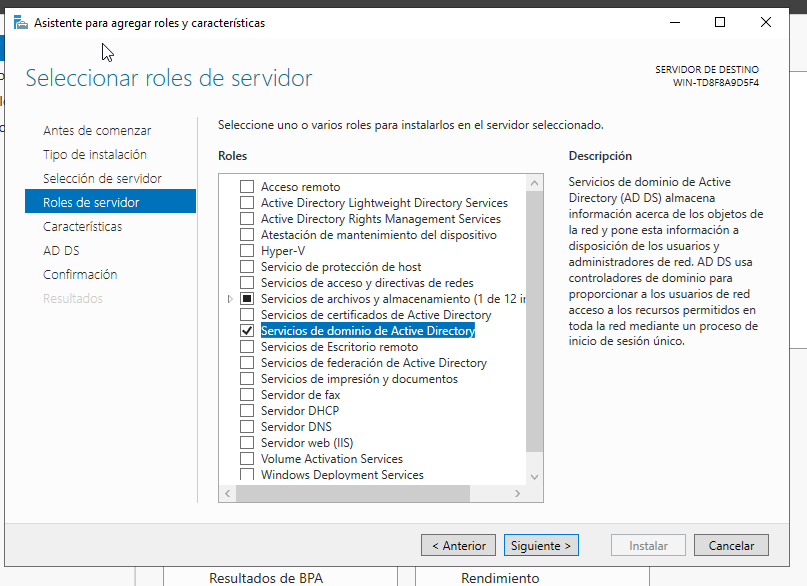 Asistente para agregar roles y características
Seleccionar roles de servidor
SERVIDOR DE DESTINO
WIN-TD8F8A9D5F4
Antes de comenzar
Tipo de instalación
Selección de servidor
Roles de servidor
Características
AD DS
Confirmación
Resultados
Seleccione uno o varios roles para instalarlos en el servidor seleccionado.
Roles
Acceso remoto
Active Directory Lightweight Directory Services
Active Directory Rights Management Services
Atestación de mantenimiento del dispositivo
Hyper-V
Servicio de protección de host
Servicios de acceso y directivas de redes
Servicios de archivos y almacenamiento (1 de 12 in
Servicios de certificados de Active Directory
Servicios de dominio de Active Directory
Servicios de Escritorio remoto
Servicios de federación de Active Directory
Servicios de impresión y documentos
Servidor de fax
Servidor DHCP
Servidor DNS
Servidor web (IIS)
Volume Activation Services
Windows Deployment Services
Descripción
Servicios de dominio de Active
Directory (AD DS) almacena
información acerca de los objetos de
la red y pone esta información a
disposición de los usuarios y
administradores de red. AD DS usa
controladores de dominio para
proporcionar a los usuarios de red
acceso a los recursos permitidos en
toda la red mediante un proceso de
inicio de sesión único.
< Anterior
Siguiente >
Instalar
Cancelar
Resultados de BPA
Rendimiento